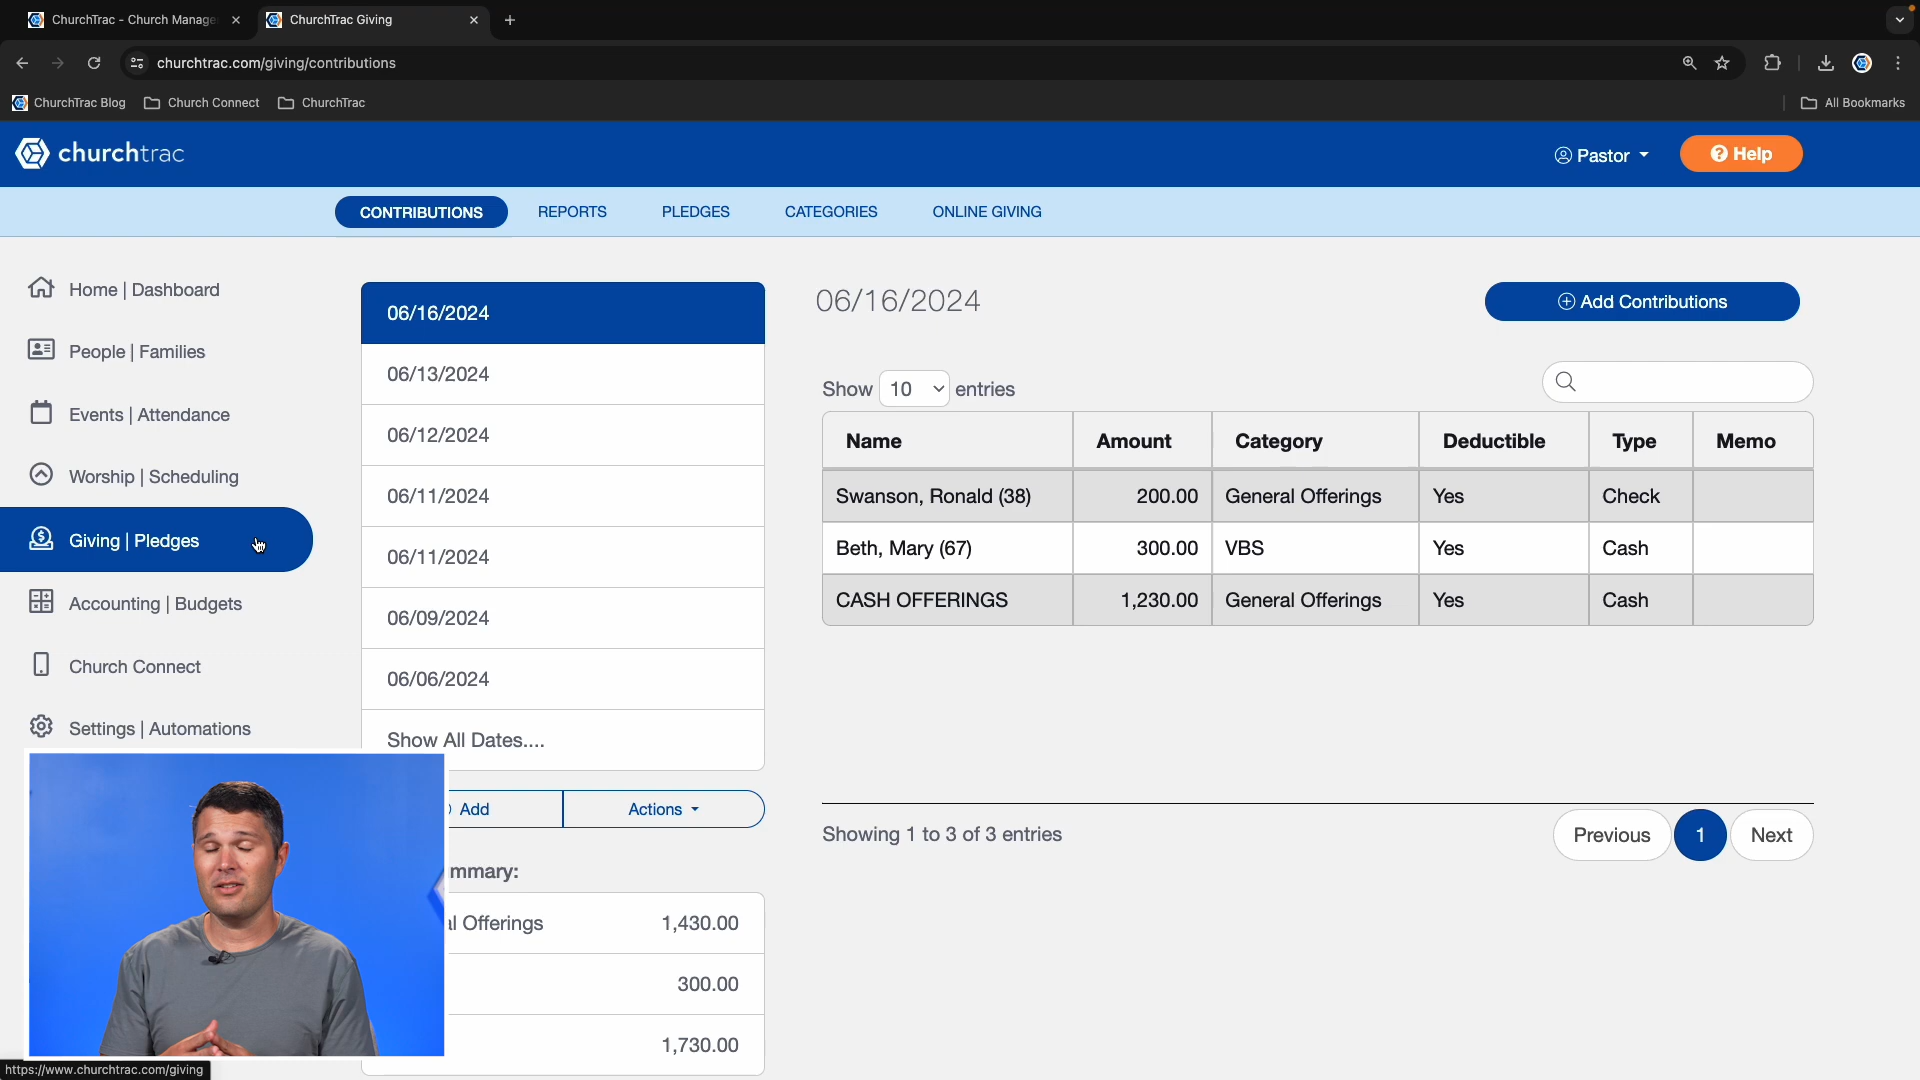 ChurchTrac - Church Manage
ChurchTrac Giving
churchtrac.com/giving/contributions
ChurchTrac Blog
Church Connect
ChurchTrac
All Bookmarks
churchtrac
Pastor
Help
CONTRIBUTIONS
REPORTS
PLEDGES
CATEGORIES
ONLINE GIVING
Home | Dashboard
People | Families
Events | Attendance
Worship | Scheduling
Giving | Pledges
Accounting | Budgets
Church Connect
Settings | Automations
06/16/2024
06/13/2024
06/12/2024
06/11/2024
06/11/2024
06/09/2024
06/06/2024
Show All Dates....
Add
Actions
mmary:
al Offerings 1,430.00
300.00
1,730.00
06/16/2024
Add Contributions
Show 10 entries
Name Amount Category Deductible Type Memo
Swanson, Ronald (38) 200.00 General Offerings Yes Check
Beth, Mary (67) 300.00 VBS Yes Cash
CASH OFFERINGS 1,230.00 General Offerings Yes Cash
Showing 1 to 3 of 3 entries
Previous 1 Next
https://www.churchtrac.com/giving